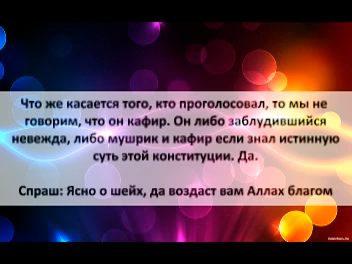 Что же касается того, кто проголосовал, то мы не
говорим, что он кафир. Он либо заблудившийся
невежда, либо мушрик и кафир если знал истинную
суть этой конституции. Да.
Спраш: Ясно о шейх, да воздаст вам Аллах благом